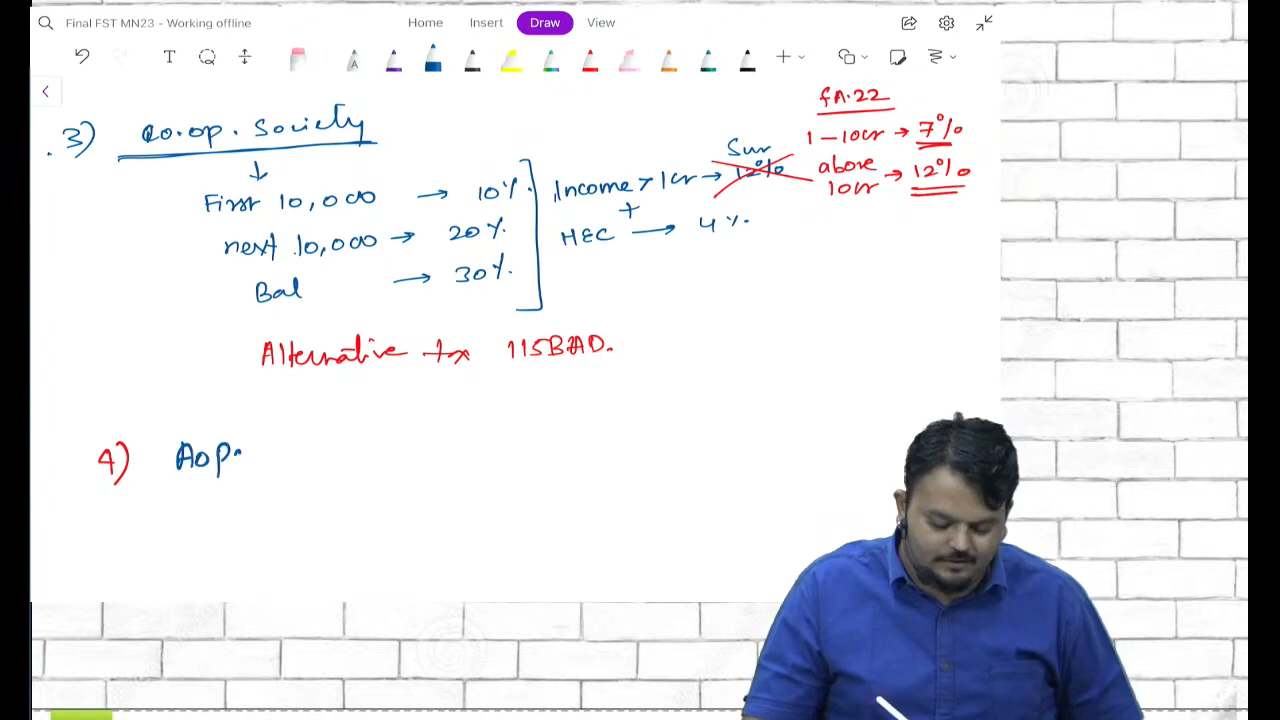 Final FST MN23 - Working offline
Home Insert Draw View
fA.22
1 – 10cr → 7%
above 10cr → 12%
3) co.op. Society
Sur
First 10,000 → 10%
Income > 1cr → 12%
+
next 10,000 → 20%
HEC → 4%
Bal → 30%
Alternative tx 115BAD.
4) AOP.